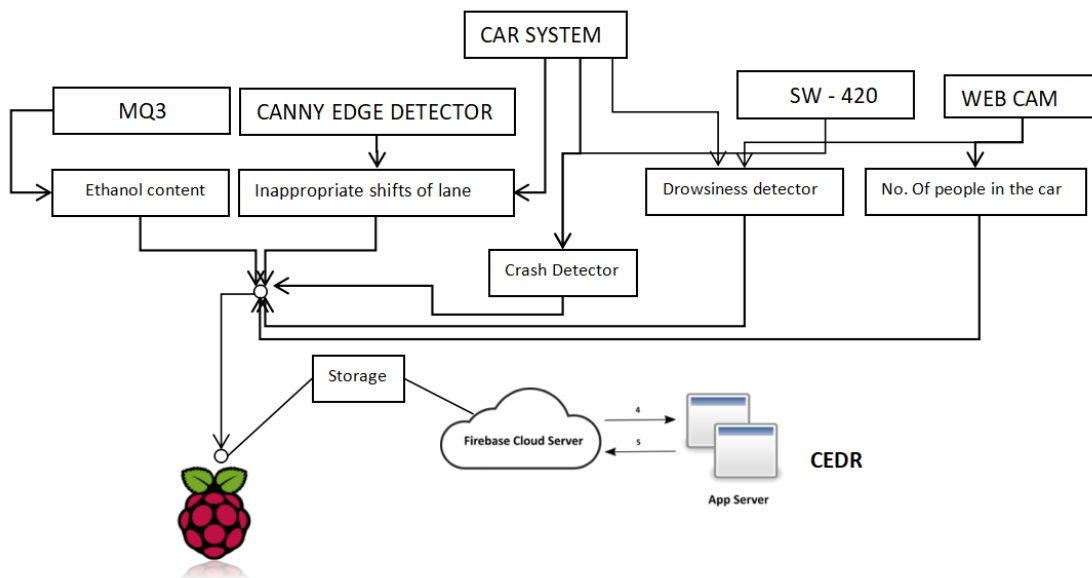 CAR SYSTEM
MQ3
CANNY EDGE DETECTOR
SW - 420
WEB CAM
Ethanol content
Inappropriate shifts of lane
Drowsiness detector
No. Of people in the car
Crash Detector
Storage
Firebase Cloud Server
4
5
CEDR
App Server